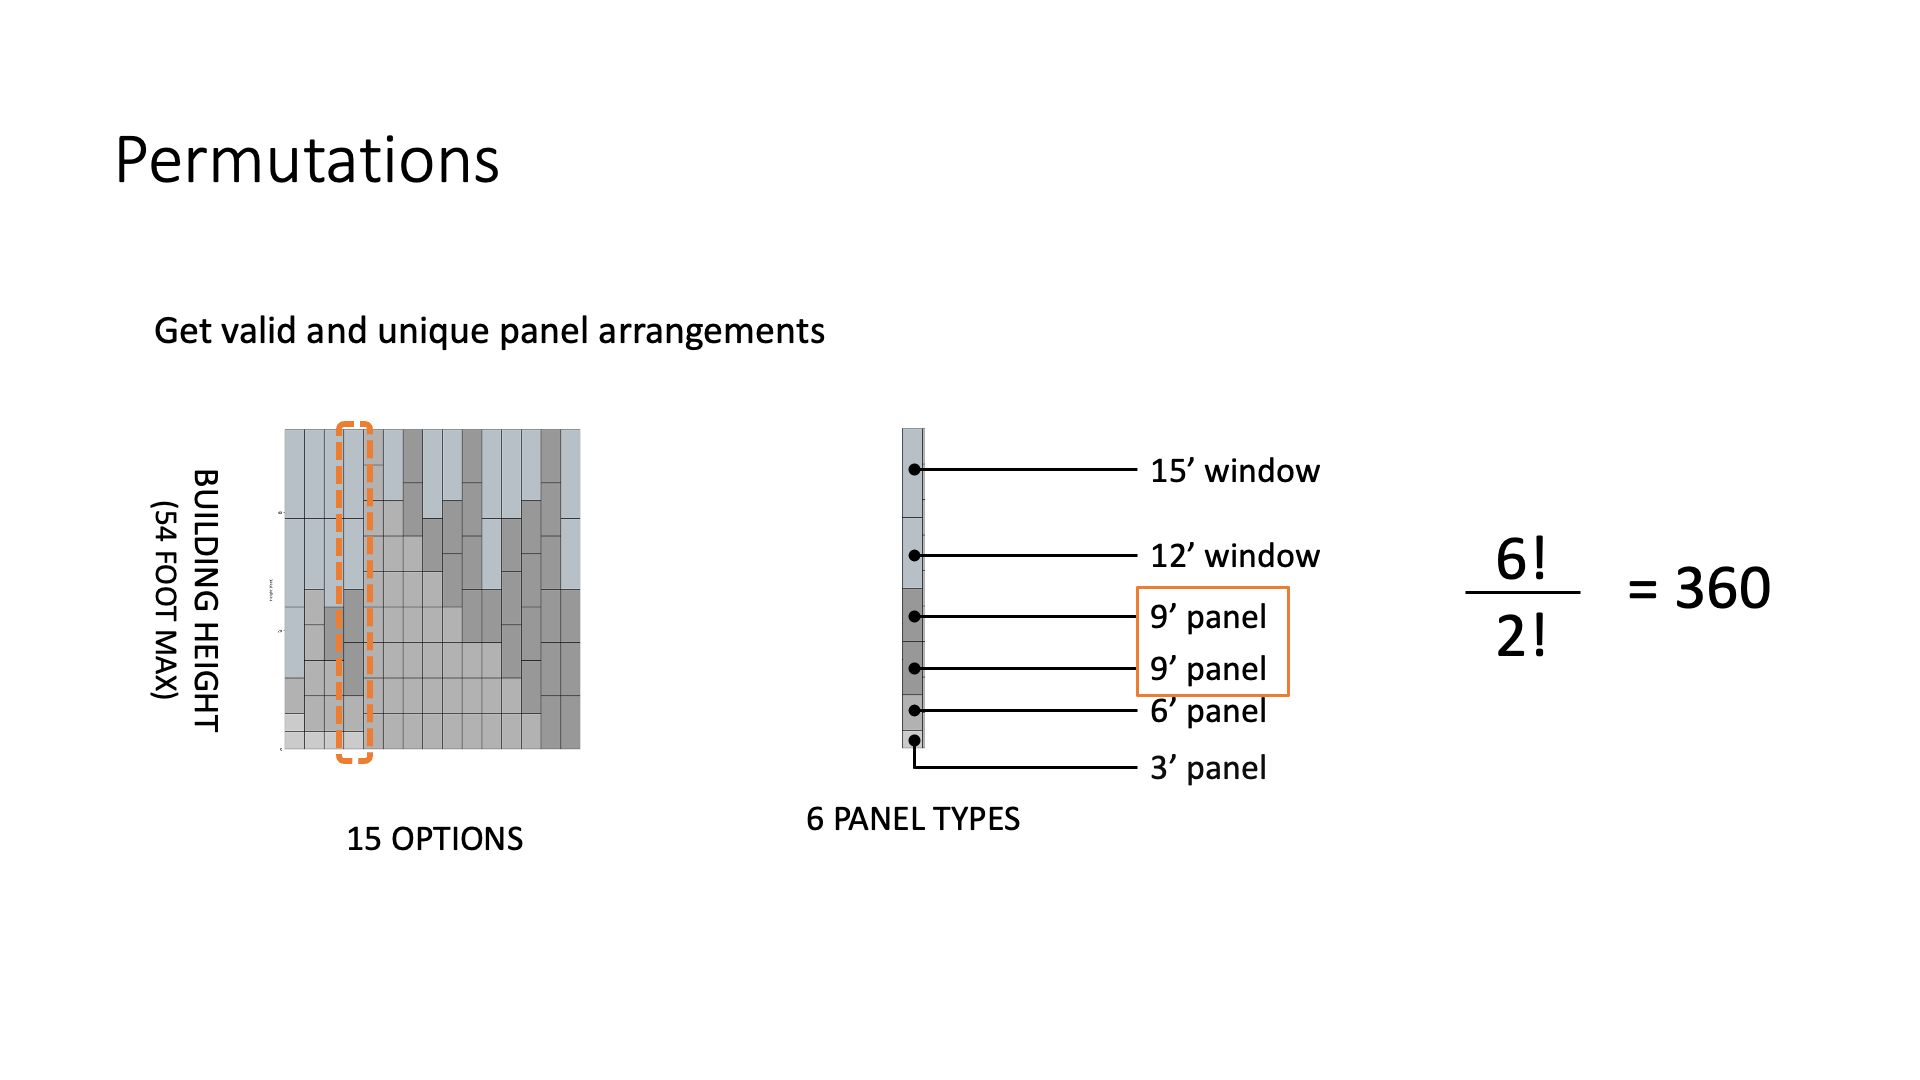 Permutations
Get valid and unique panel arrangements
BUILDING HEIGHT
(54 FOOT MAX)
15 OPTIONS
15’ window
12’ window
9’ panel
9’ panel
6’ panel
3’ panel
6 PANEL TYPES
6!
2!
= 360